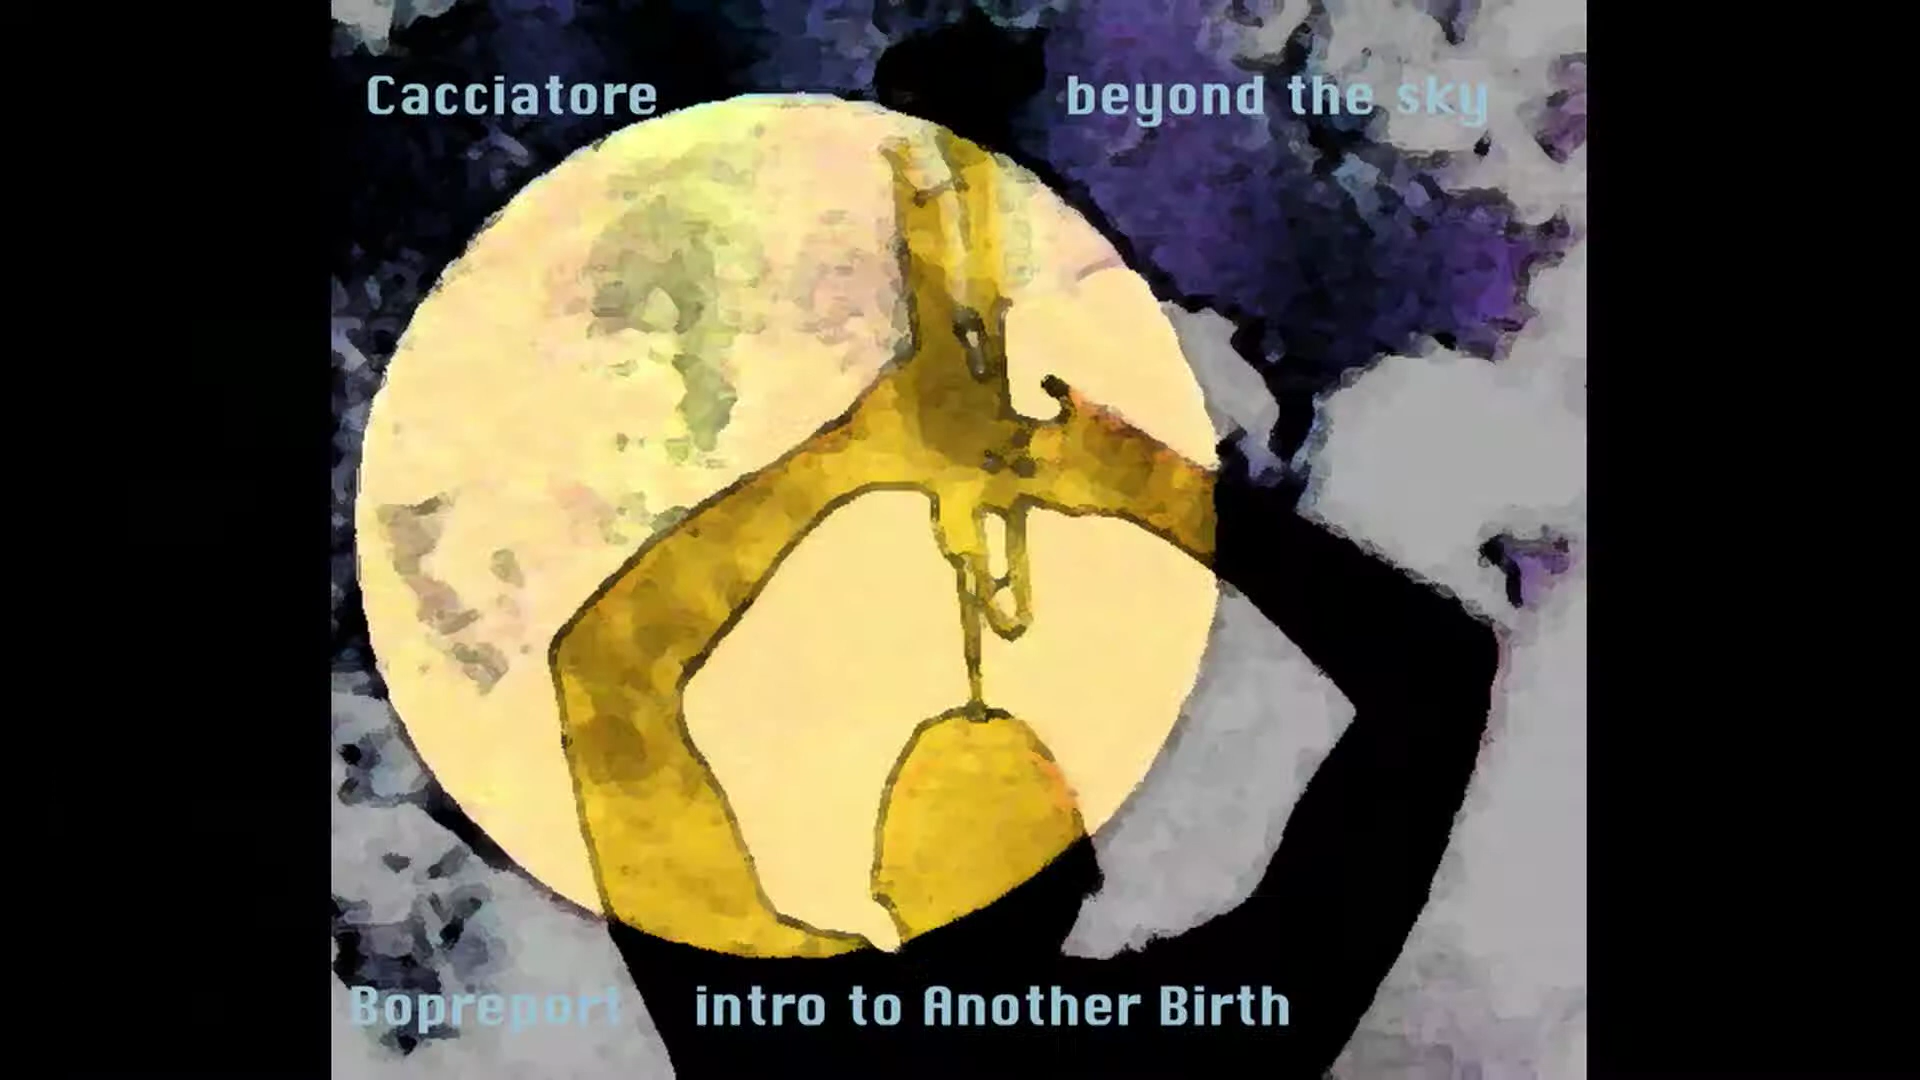 Cacciatore
beyond the sky
Bopreport
intro to Another Birth